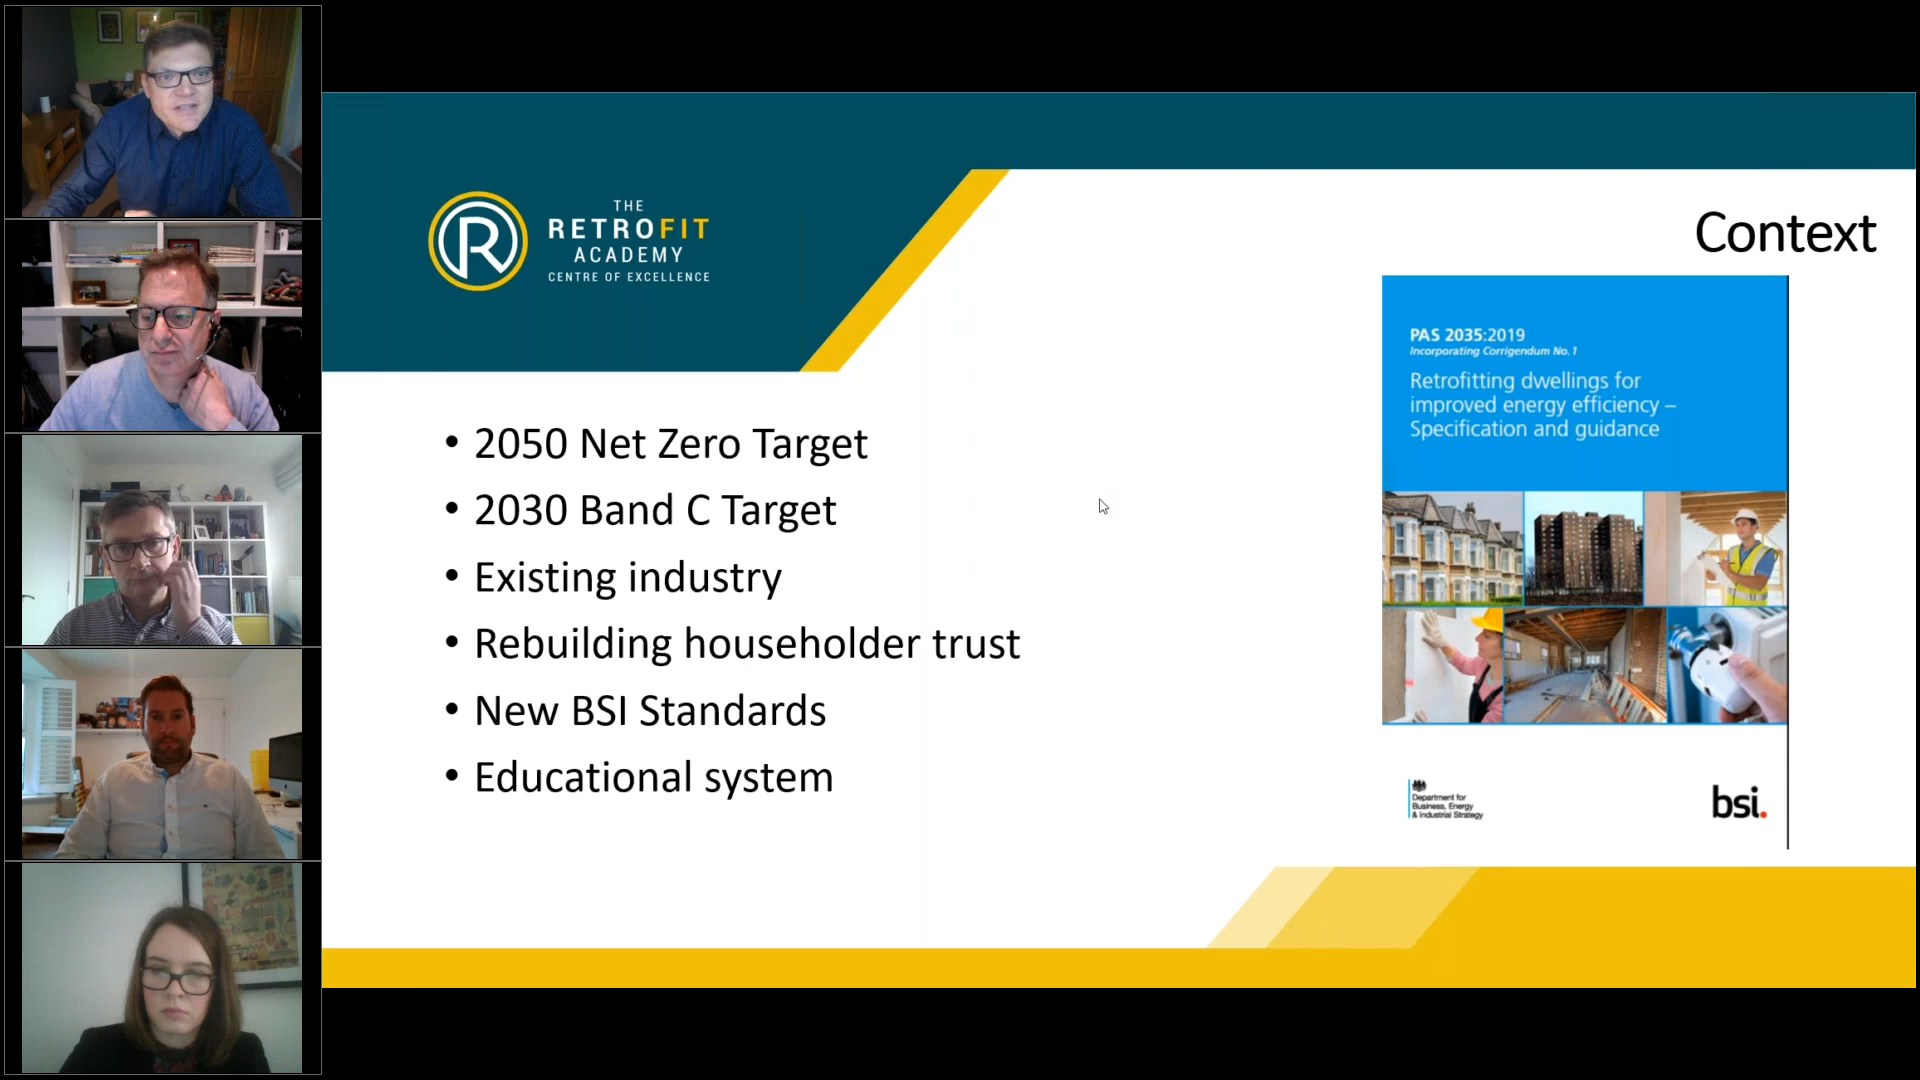 THE
RETROFIT
ACADEMY
CENTRE OF EXCELLENCE
Context
• 2050 Net Zero Target
• 2030 Band C Target
• Existing industry
• Rebuilding householder trust
• New BSI Standards
• Educational system
PAS 2035:2019
Incorporating Corrigendum No. 1
Retrofitting dwellings for
improved energy efficiency –
Specification and guidance
Department for
Business, Energy
& Industrial Strategy
bsi.